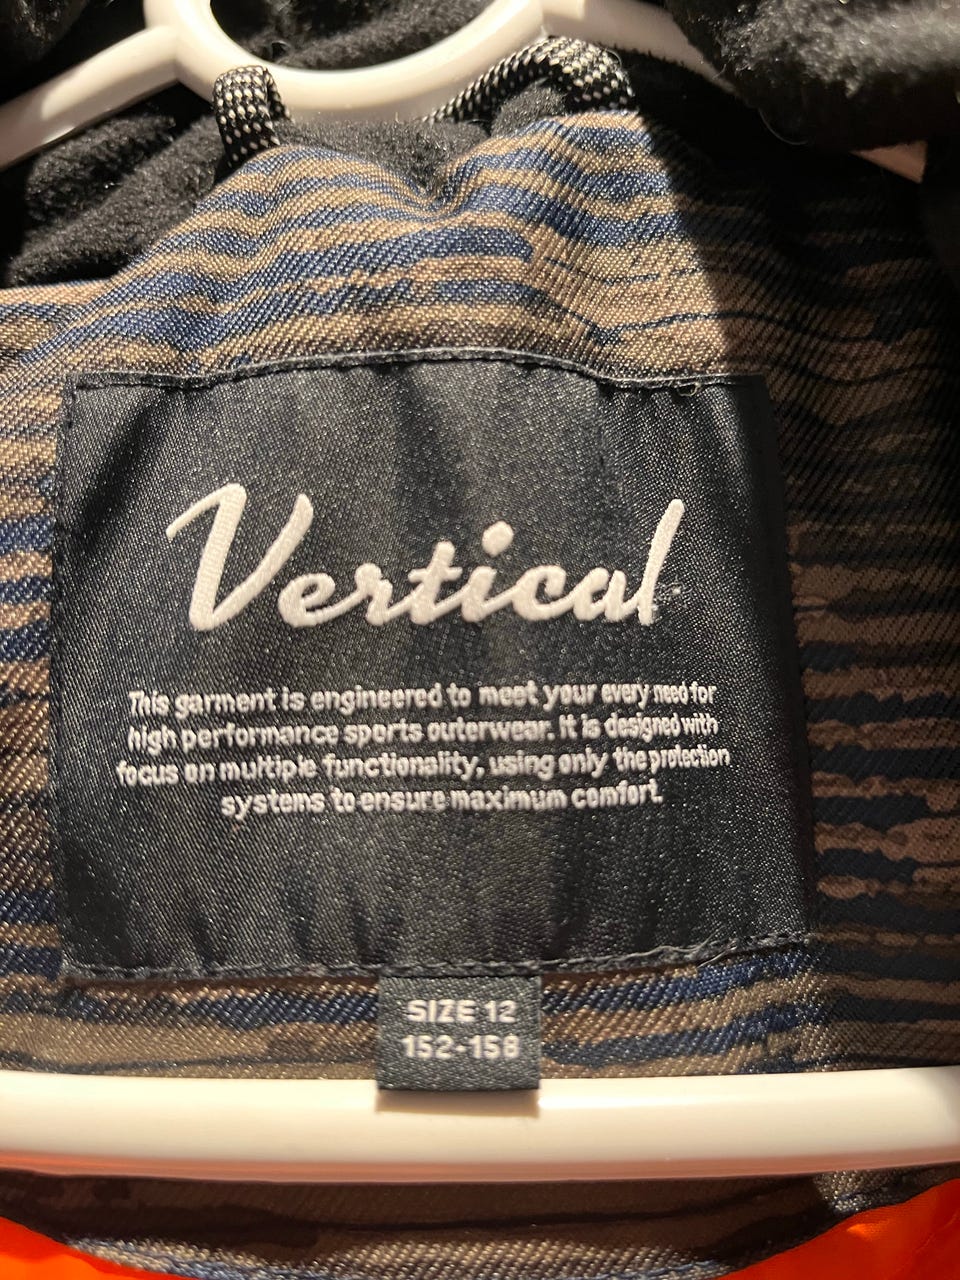 Vertical
This garment is engineered to meet your every need for
high performance sports outerwear. It is designed with
focus on multiple functionality, using only the protection
systems to ensure maximum comfort.
SIZE 12
152-158